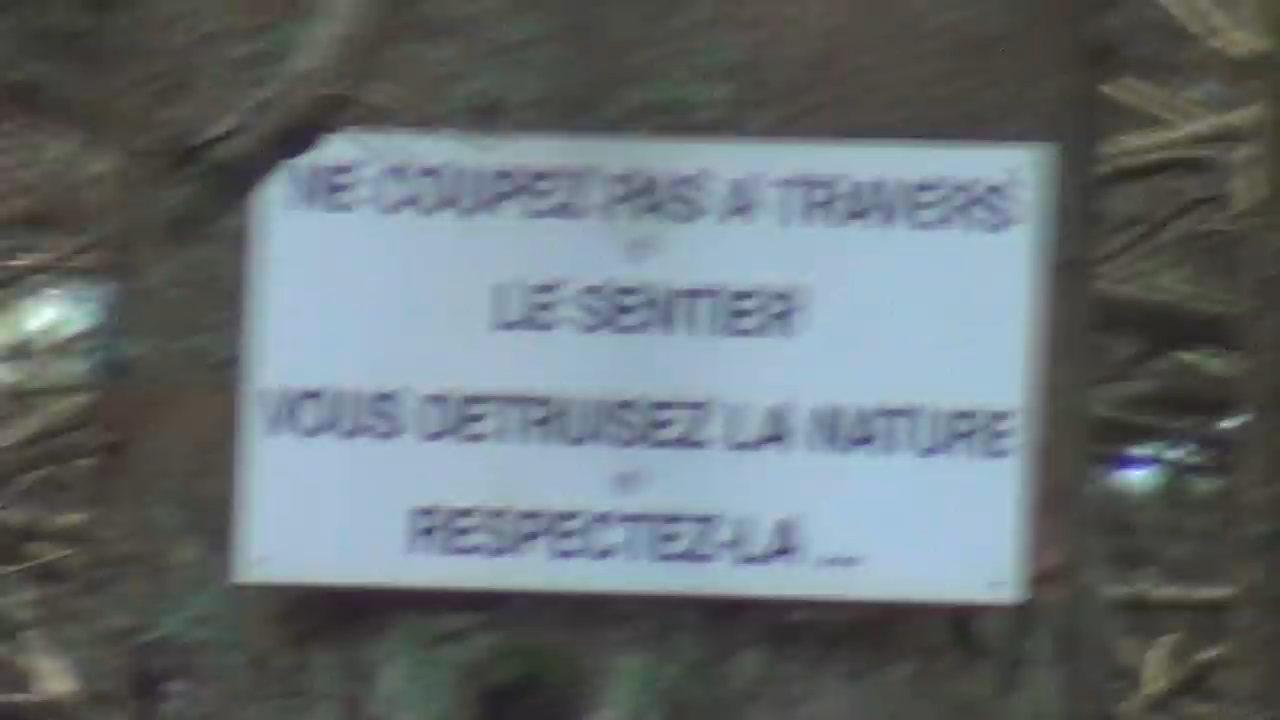 NE COUPEZ PAS A TRAVERS
LE SENTIER
VOUS DETRUISEZ LA NATURE
RESPECTEZ-LA ...